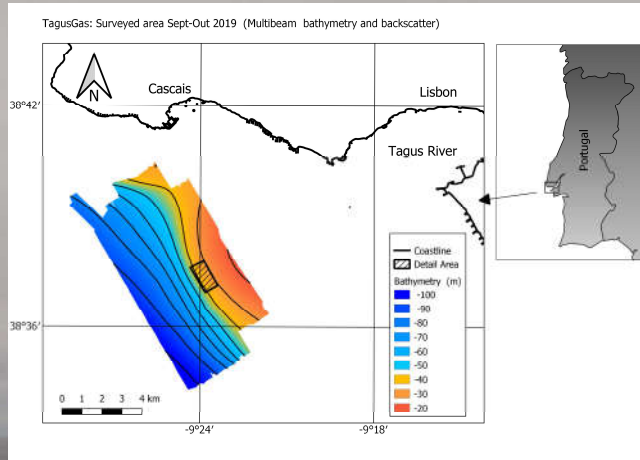 TagusGas: Surveyed area Sept-Out 2019 (Multibeam bathymetry and backscatter)
N
Cascais
Lisbon
38°42'
Tagus River
Portugal
Coastline
Detail Area
Bathymetry (m)
-100
-90
-80
-70
-60
-50
-40
-30
-20
38°36'
0 1 2 3 4 km
-9°24'
-9°18'